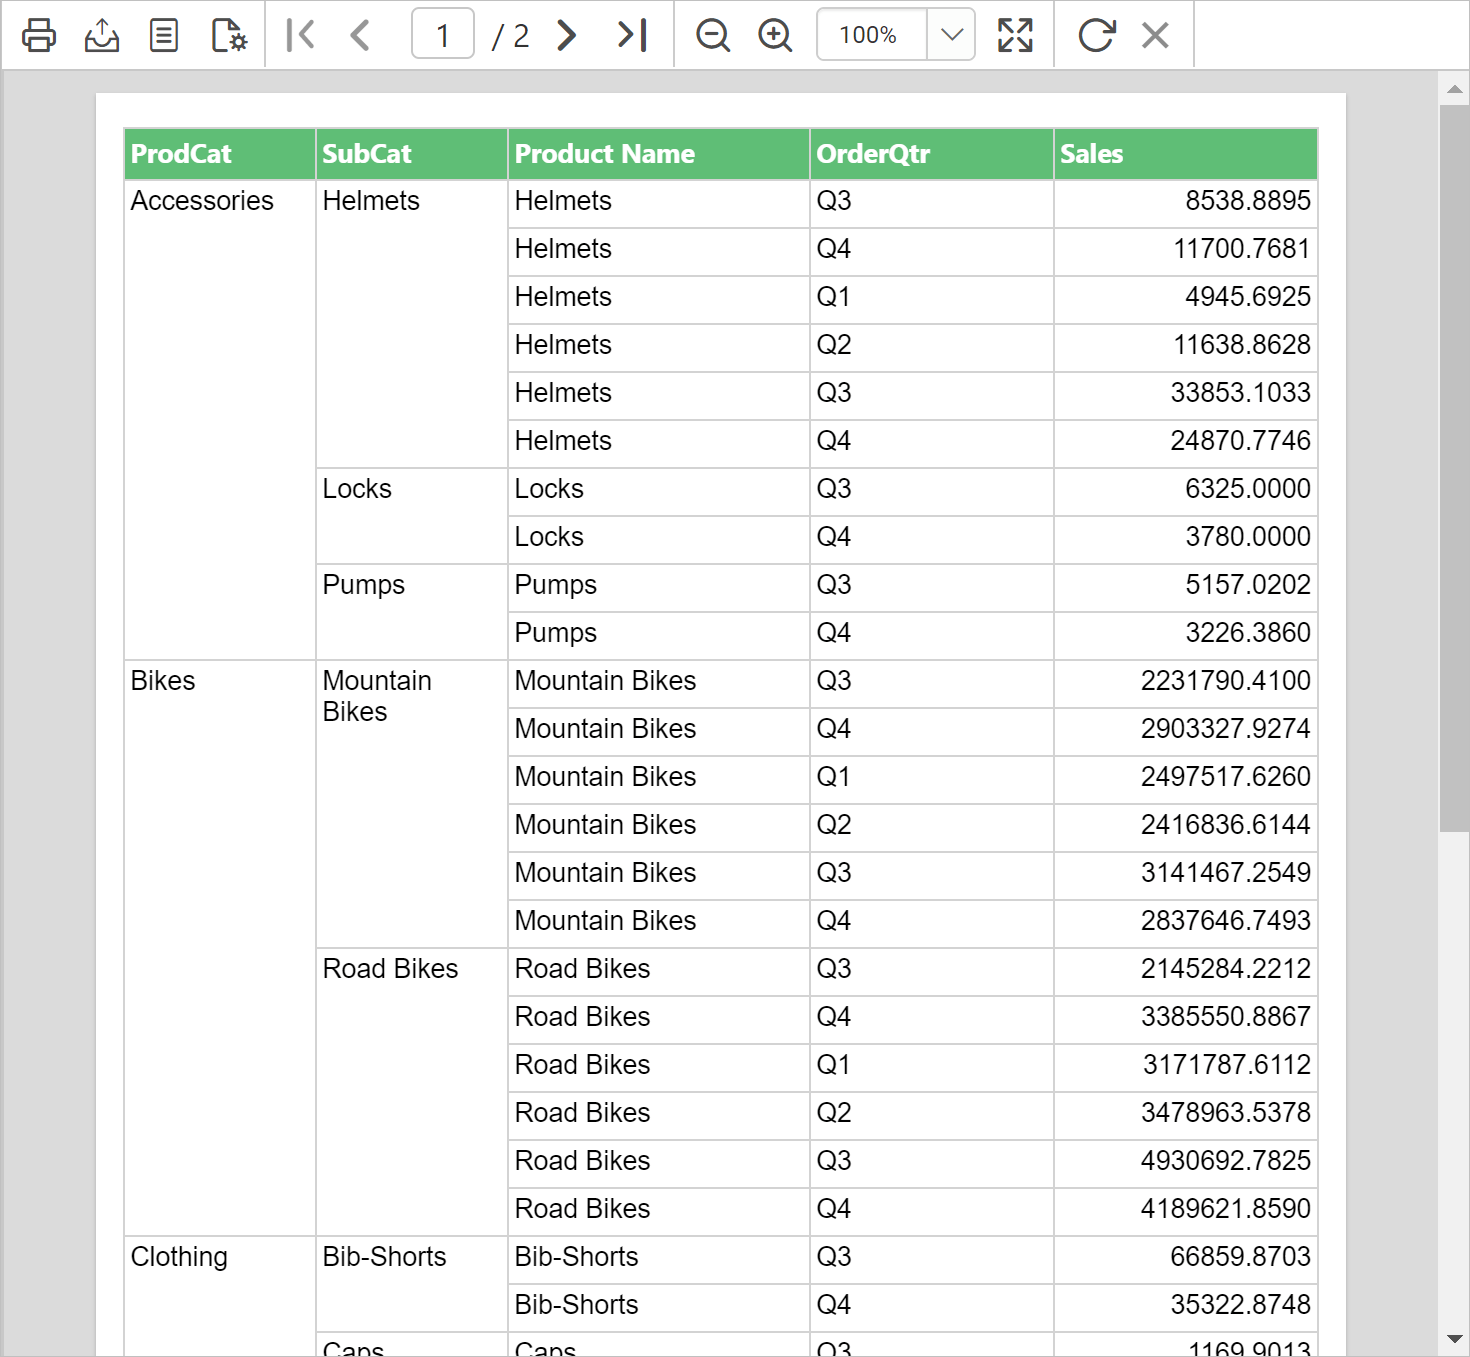 1 / 2 100%
ProdCat SubCat Product Name OrderQtr Sales
Accessories Helmets Helmets Q3 8538.8895
Helmets Q4 11700.7681
Helmets Q1 4945.6925
Helmets Q2 11638.8628
Helmets Q3 33853.1033
Helmets Q4 24870.7746
Locks Locks Q3 6325.0000
Locks Q4 3780.0000
Pumps Pumps Q3 5157.0202
Pumps Q4 3226.3860
Bikes Mountain Bikes Mountain Bikes Q3 2231790.4100
Mountain Bikes Q4 2903327.9274
Mountain Bikes Q1 2497517.6260
Mountain Bikes Q2 2416836.6144
Mountain Bikes Q3 3141467.2549
Mountain Bikes Q4 2837646.7493
Road Bikes Road Bikes Q3 2145284.2212
Road Bikes Q4 3385550.8867
Road Bikes Q1 3171787.6112
Road Bikes Q2 3478963.5378
Road Bikes Q3 4930692.7825
Road Bikes Q4 4189621.8590
Clothing Bib-Shorts Bib-Shorts Q3 66859.8703
Bib-Shorts Q4 35322.8748
Caps Caps Q3 1169.9013